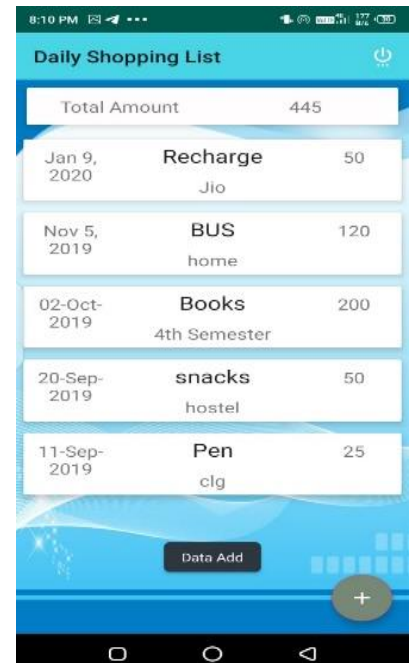 8:10 PM
Daily Shopping List
Total Amount 445
Jan 9, Recharge 50
2020
Jio
Nov 5, BUS 120
2019
home
02-Oct- Books 200
2019
4th Semester
20-Sep- snacks 50
2019
hostel
11-Sep- Pen 25
2019
clg
Data Add
+